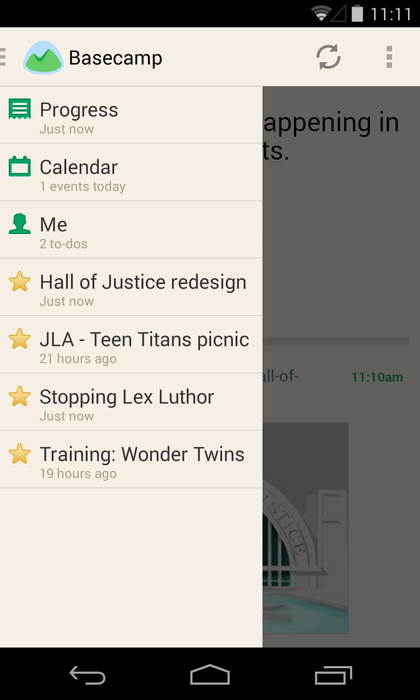 11:11
Basecamp
Progress
Just now
appening in
Calendar
ts.
1 events today
Me
2 to-dos
Hall of Justice redesign
Just now
JLA - Teen Titans picnic
21 hours ago
all-of-
11:10am
Stopping Lex Luthor
Just now
Training: Wonder Twins
19 hours ago
STICE